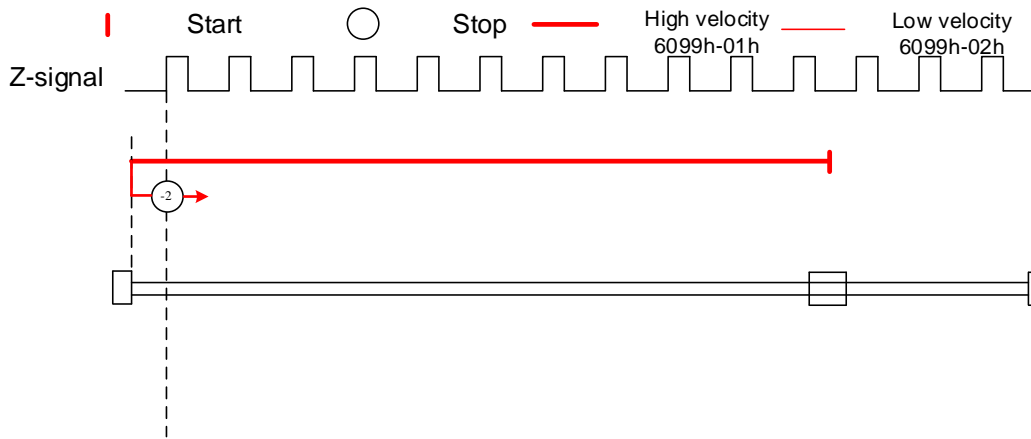 Start
Stop
High velocity
6099h-01h
Low velocity
6099h-02h
Z-signal
-2